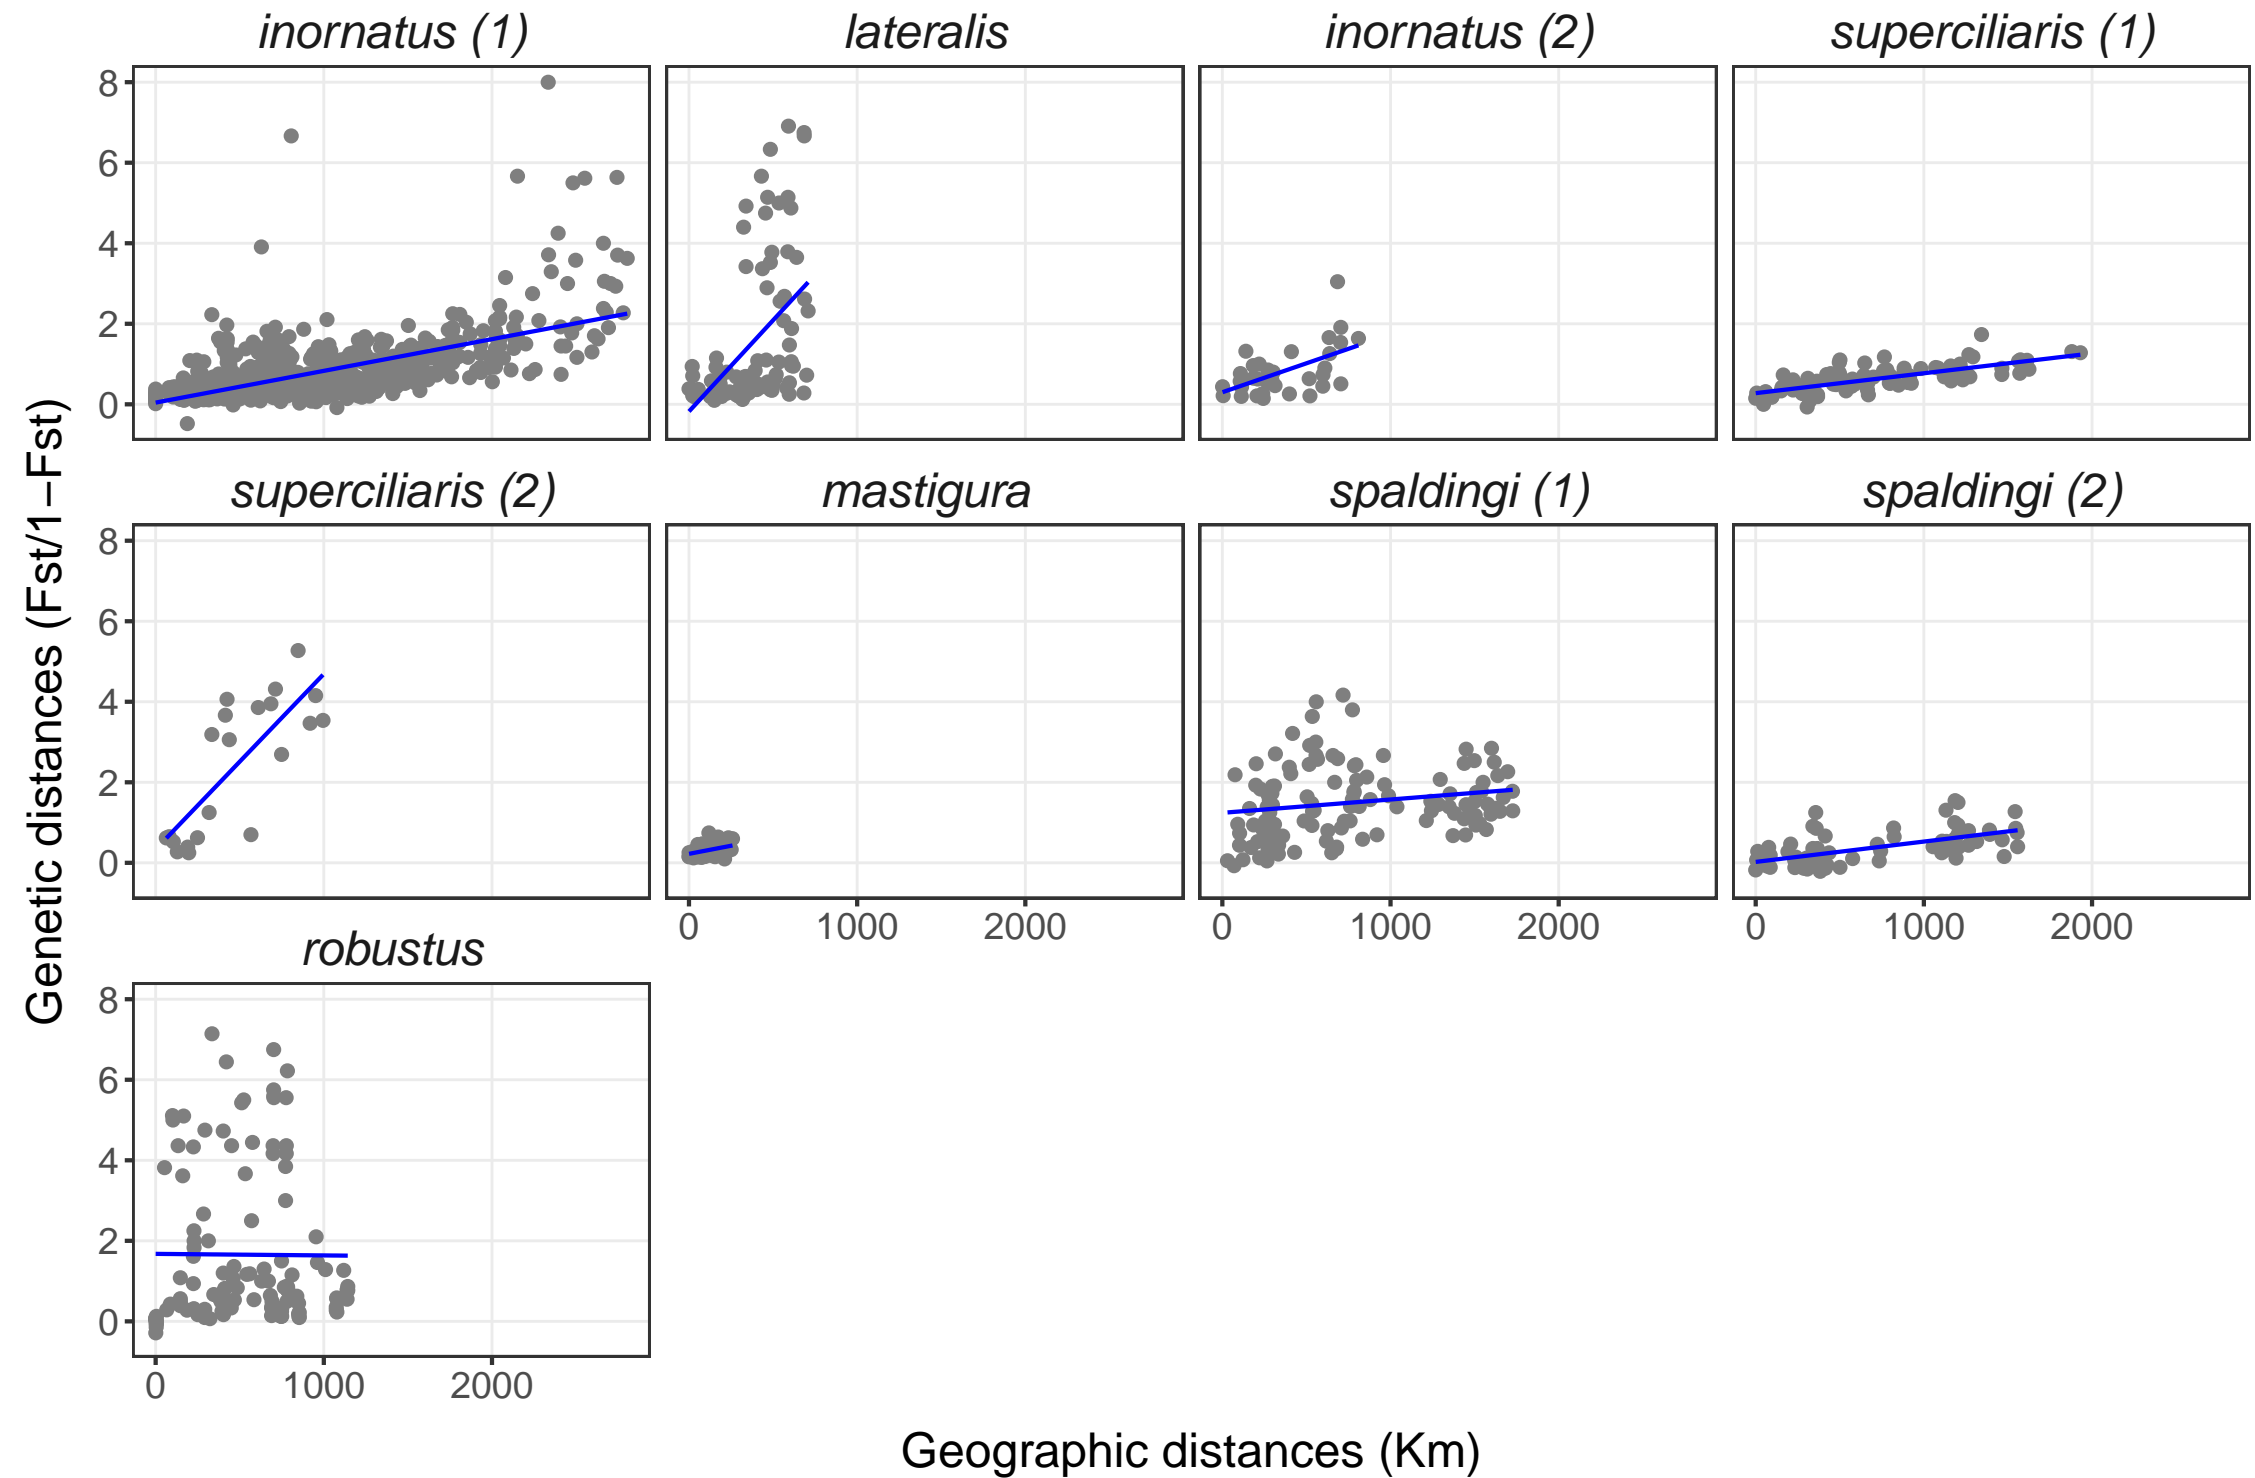 inornatus (1)
lateralis
inornatus (2)
superciliaris (1)
8
6
4
2
0
superciliaris (2)
mastigura
spaldingi (1)
spaldingi (2)
8
6
4
2
0
0 1000 2000
0 1000 2000
0 1000 2000
robustus
8
6
4
2
0
0 1000 2000
Genetic distances (Fst/1−Fst)
Geographic distances (Km)